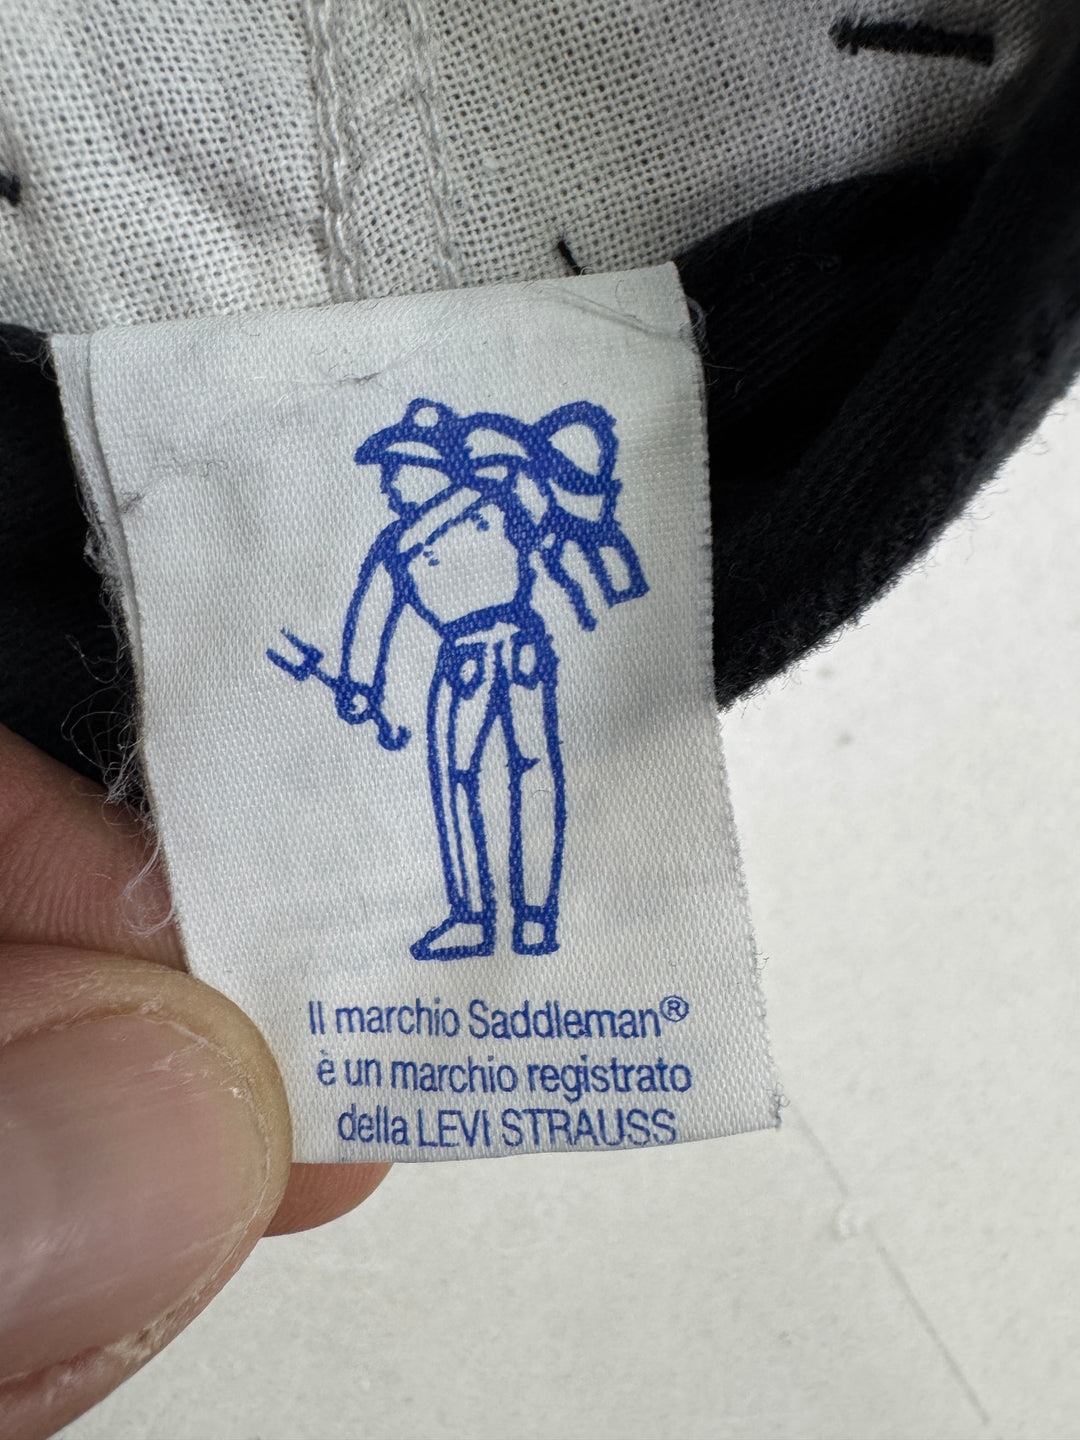 Il marchio Saddleman®
è un marchio registrato
della LEVI STRAUSS